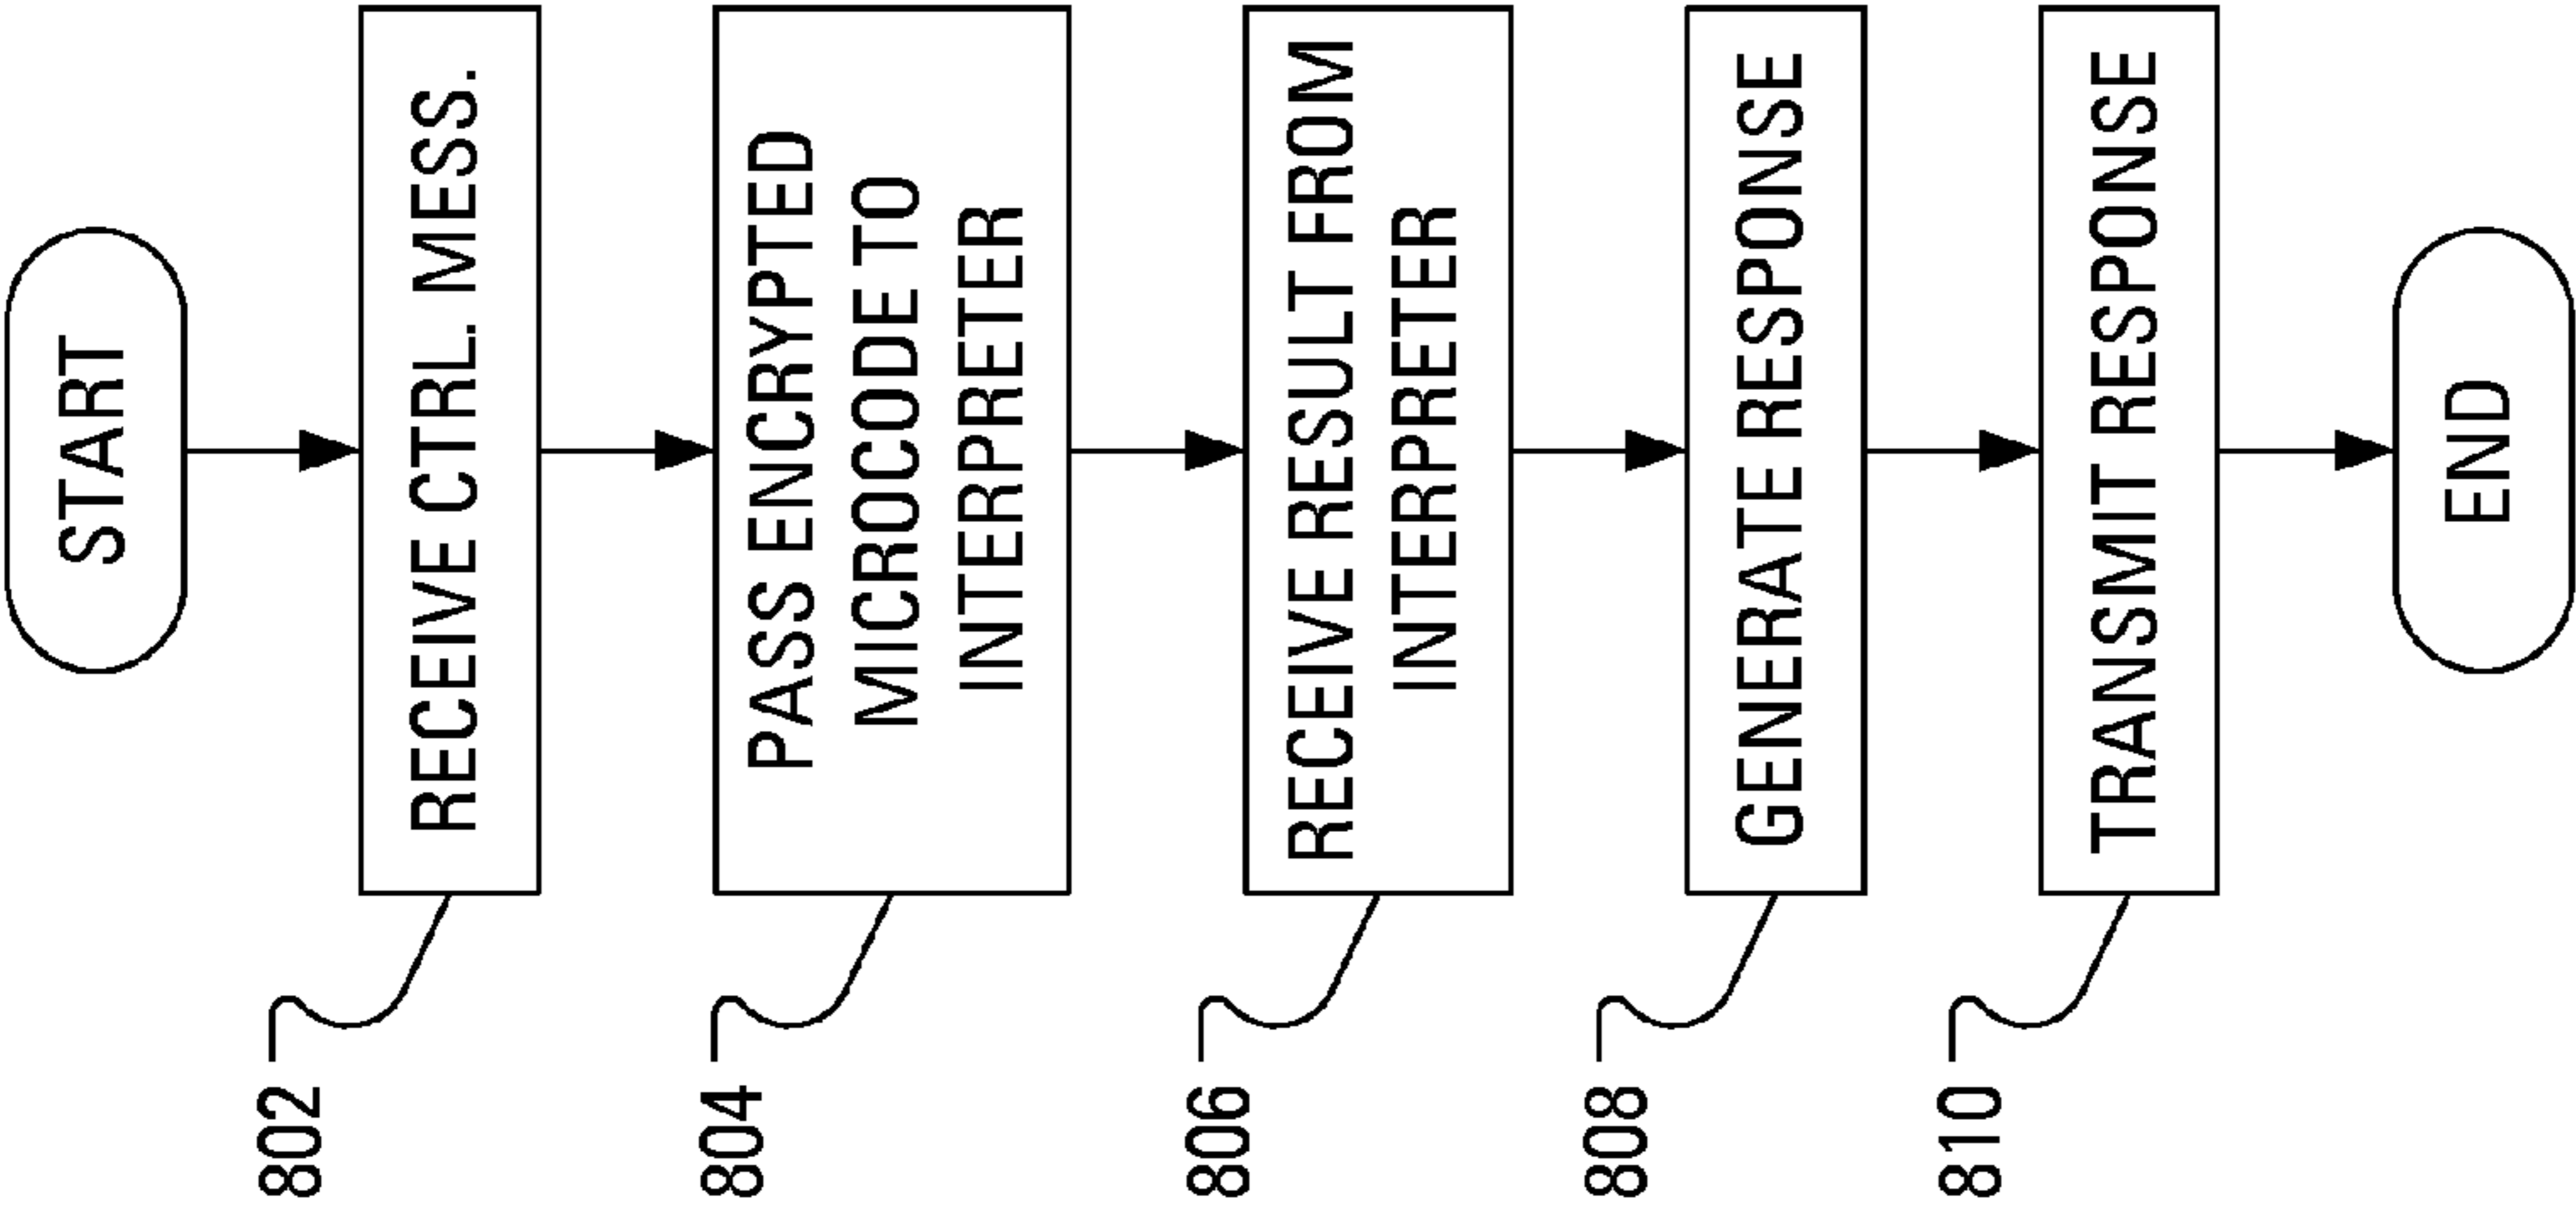 START
802
RECEIVE CTRL. MESS.
804
PASS ENCRYPTED
MICROCODE TO
INTERPRETER
806
RECEIVE RESULT FROM
INTERPRETER
808
GENERATE RESPONSE
810
TRANSMIT RESPONSE
END